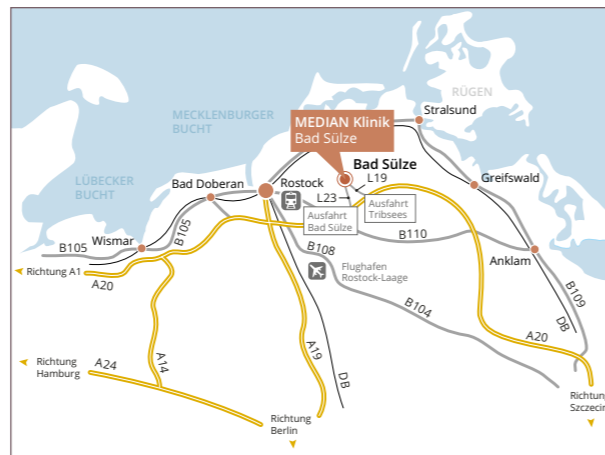 RÜGEN
MECKLENBURGER
BUCHT
Stralsund
MEDIAN Klinik
Bad Sülze
Bad Sülze
LÜBECKER
BUCHT
Bad Doberan
Rostock
L19
Greifswald
L23
Ausfahrt
Bad Sülze
Ausfahrt
Tribsees
B105
Wismar
B105
B108
B110
Anklam
Richtung A1
A20
Flughafen
Rostock-Laage
B109
B104
DB
A20
Richtung
Hamburg
A24
A14
A19
DB
Richtung
Berlin
Richtung
Szczecin